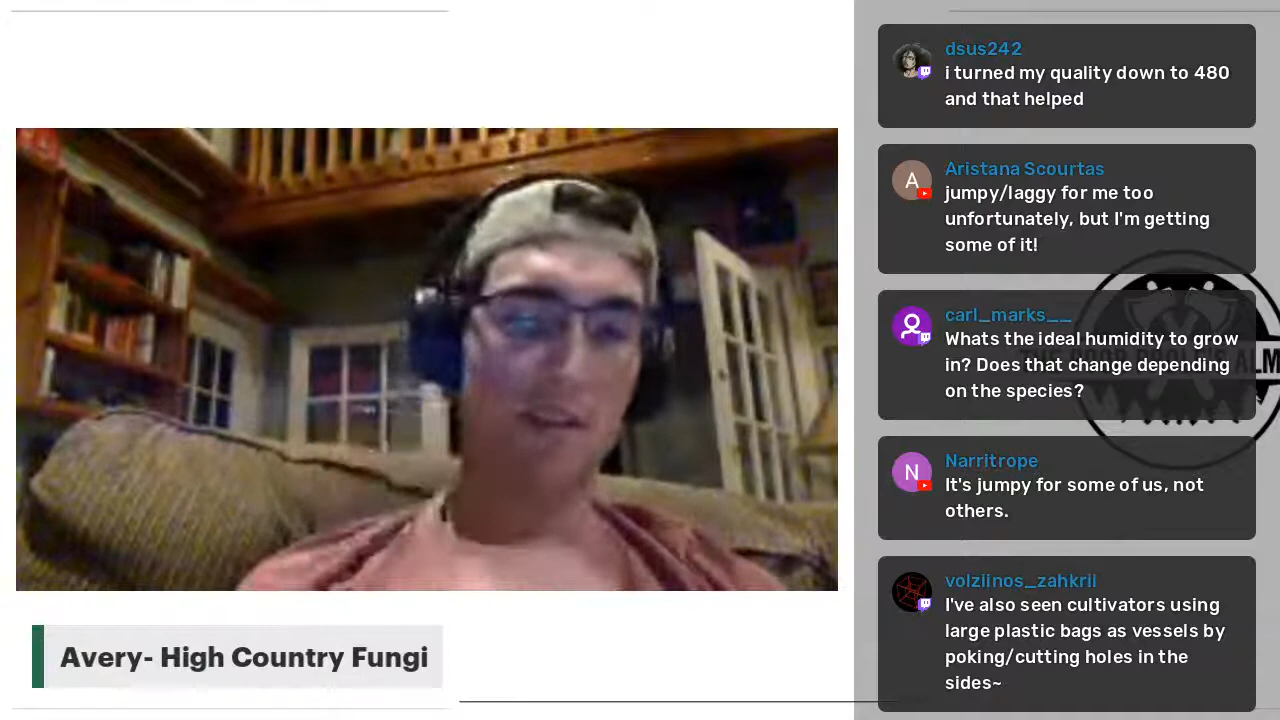 dsus242
i turned my quality down to 480
and that helped
A
Aristana Scourtas
jumpy/laggy for me too
unfortunately, but I'm getting
some of it!
carl_marks__
Whats the ideal humidity to grow
in? Does that change depending
on the species?
N
Narritrope
It's jumpy for some of us, not
others.
volziinos_zahkril
I've also seen cultivators using
large plastic bags as vessels by
poking/cutting holes in the
sides~
Avery- High Country Fungi